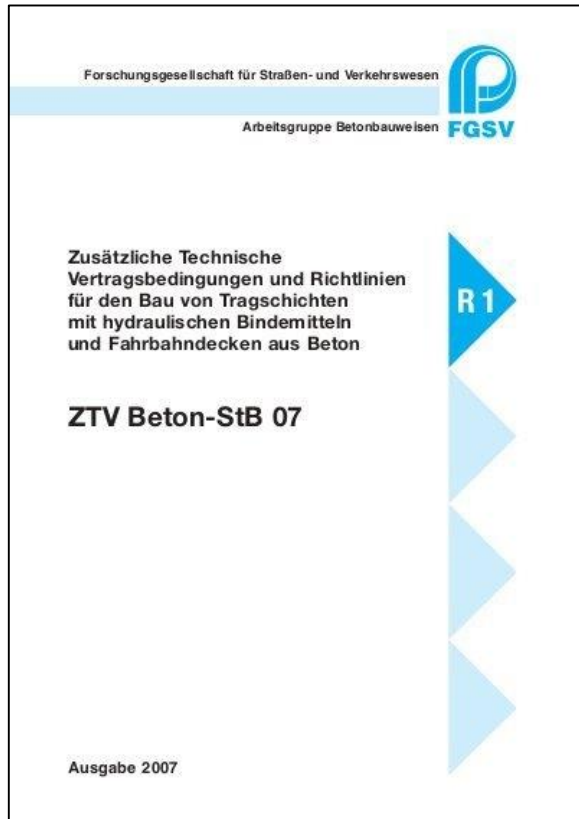 Forschungsgesellschaft für Straßen- und Verkehrswesen
Arbeitsgruppe Betonbauweisen
FGSV
Zusätzliche Technische
Vertragsbedingungen und Richtlinien
für den Bau von Tragschichten
mit hydraulischen Bindemitteln
und Fahrbahndecken aus Beton
R 1
ZTV Beton-StB 07
Ausgabe 2007